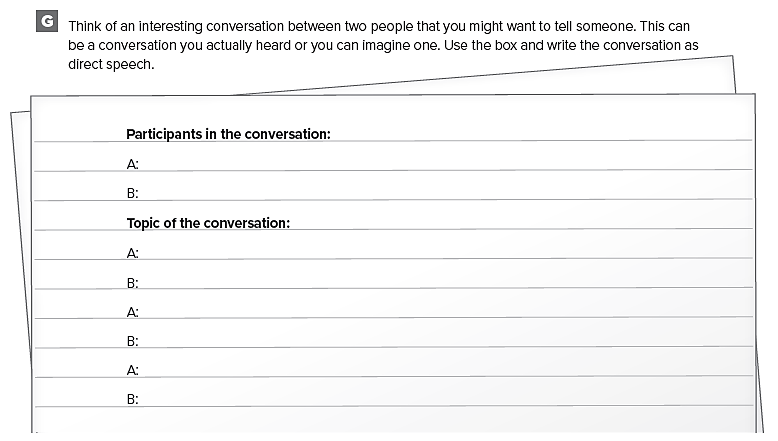 G Think of an interesting conversation between two people that you might want to tell someone. This can
be a conversation you actually heard or you can imagine one. Use the box and write the conversation as
direct speech.
Participants in the conversation:
A:
B:
Topic of the conversation:
A:
B:
A:
B:
A:
B: